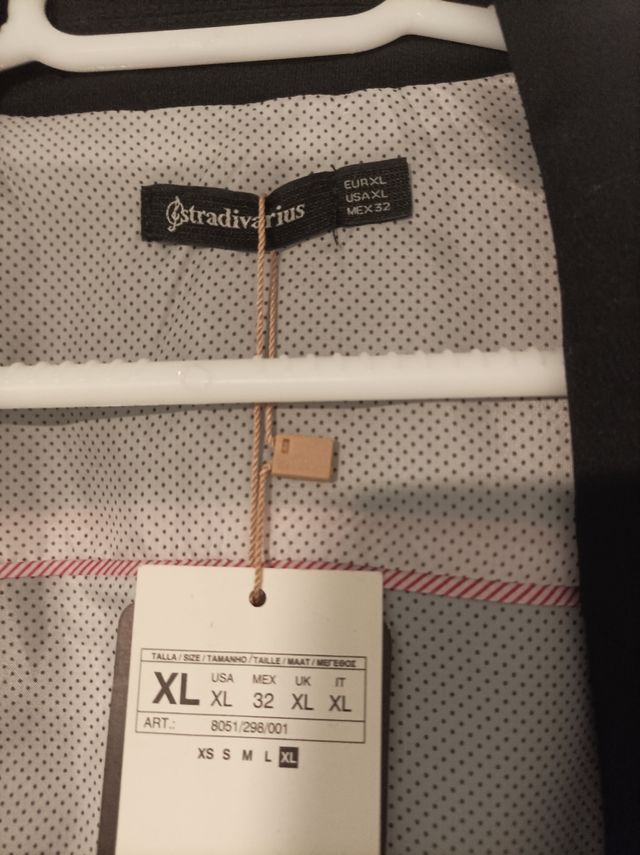 stradivarius
EUR XL
USA XL
MEX 32
TALLA / SIZE / TAMANHO / TAILLE / MAAT / ΜΕΓΕΘΟΣ
XL
USA MEX UK IT
XL 32 XL XL
ART.: 8051/298/001
XS S M L XL